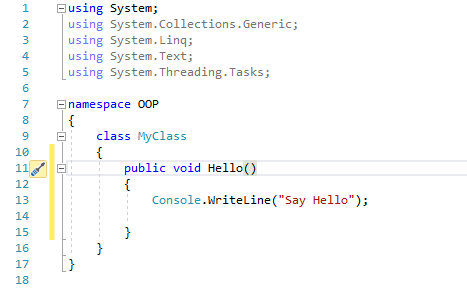 1 using System;
2 using System.Collections.Generic;
3 using System.Linq;
4 using System.Text;
5 using System.Threading.Tasks;
6
7 namespace OOP
8 {
9 class MyClass
10 {
11 public void Hello()
12 {
13 Console.WriteLine("Say Hello");
14
15 }
16 }
17 }
18